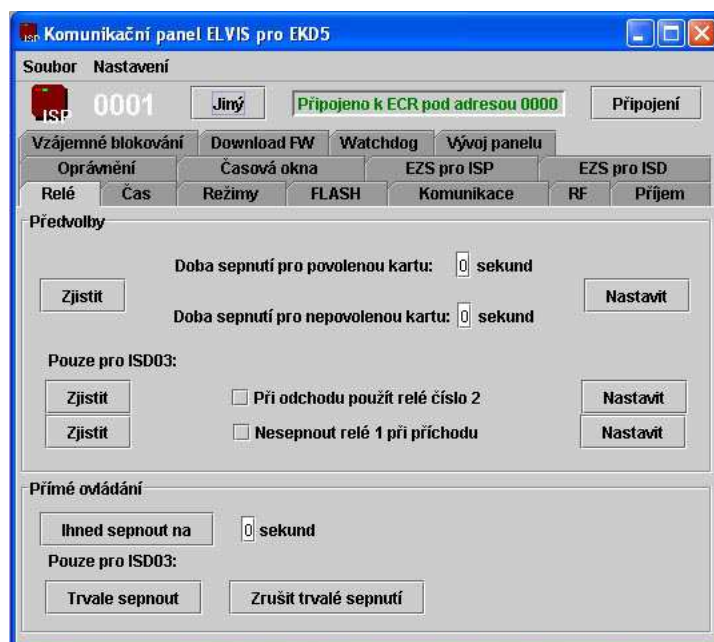 Komunikační panel ELVIS pro EKD5
Soubor Nastavení
ISP 0001 Jiný Připojeno k ECR pod adresou 0000 Připojení
Vzájemné blokování Download FW Watchdog Vývoj panelu
Oprávnění Časová okna EZS pro ISP EZS pro ISD
Relé Čas Režimy FLASH Komunikace RF Příjem
Předvolby
Doba sepnutí pro povolenou kartu: 0 sekund
Zjistit Nastavit
Doba sepnutí pro nepovolenou kartu: 0 sekund
Pouze pro ISD03:
Zjistit Při odchodu použít relé číslo 2 Nastavit
Zjistit Nesepnout relé 1 při příchodu Nastavit
Přímé ovládání
Ihned sepnout na 0 sekund
Pouze pro ISD03:
Trvale sepnout Zrušit trvalé sepnutí